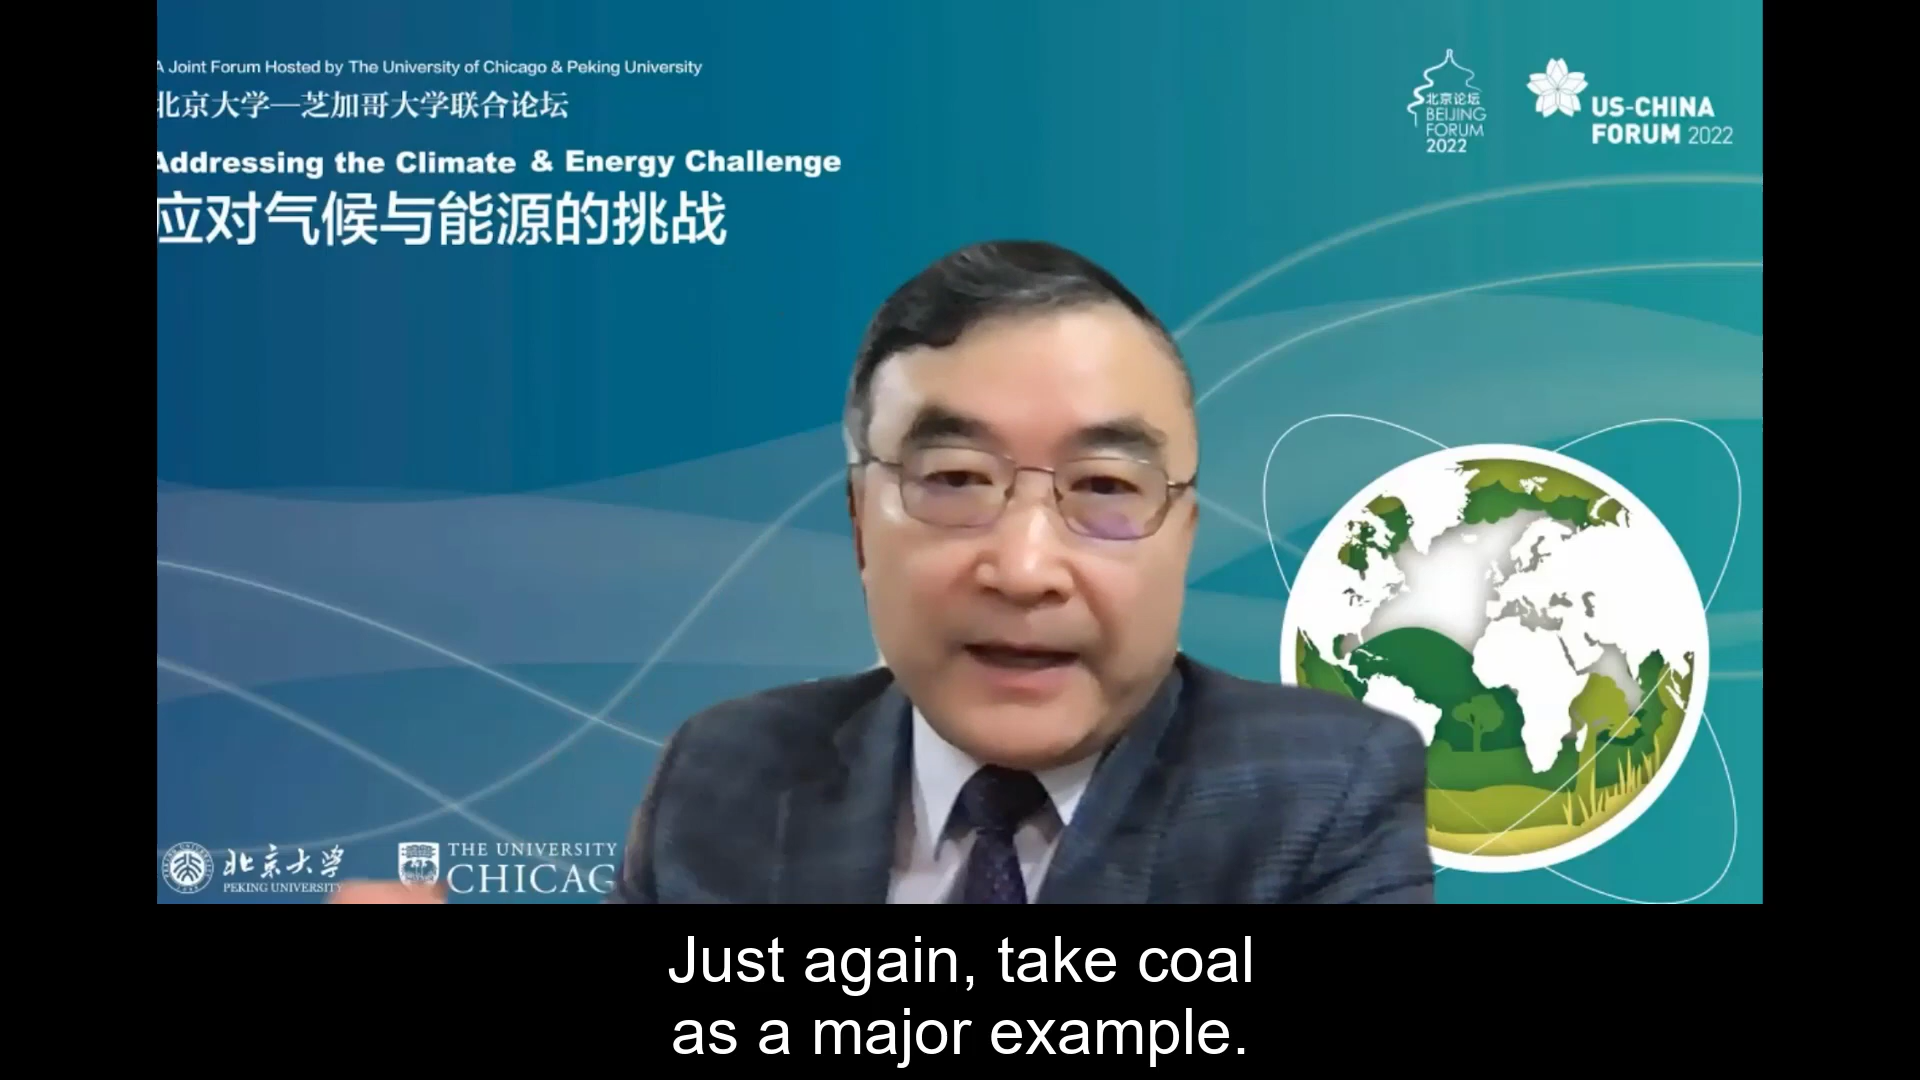 A Joint Forum Hosted by The University of Chicago & Peking University
北京大学—芝加哥大学联合论坛
Addressing the Climate & Energy Challenge
应对气候与能源的挑战
北京论坛
BEIJING
FORUM
2022
US-CHINA
FORUM 2022
北京大学
PEKING UNIVERSITY
THE UNIVERSITY
CHICAG
Just again, take coal
as a major example.